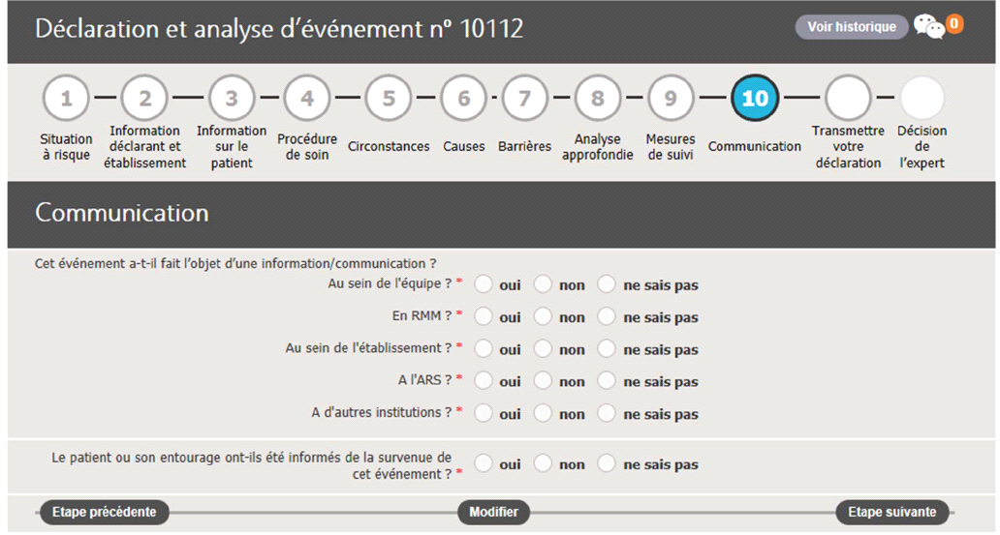 Déclaration et analyse d'événement nº 10112
Voir historique
0
1
2
3
4
5
6
7
8
9
10
Situation
à risque
Information
déclarant et
établissement
Information
sur le
patient
Procédure
de soin
Circonstances
Causes
Barrières
Analyse
approfondie
Mesures
de suivi
Communication
Transmettre
votre
déclaration
Décision
de
l'expert
Communication
Cet événement a-t-il fait l'objet d'une information/communication ?
Au sein de l'équipe ? * oui non ne sais pas
En RMM ? * oui non ne sais pas
Au sein de l'établissement ? * oui non ne sais pas
A l'ARS ? * oui non ne sais pas
A d'autres institutions ? * oui non ne sais pas
Le patient ou son entourage ont-ils été informés de la survenue de
cet événement ? * oui non ne sais pas
Etape précédente
Modifier
Etape suivante